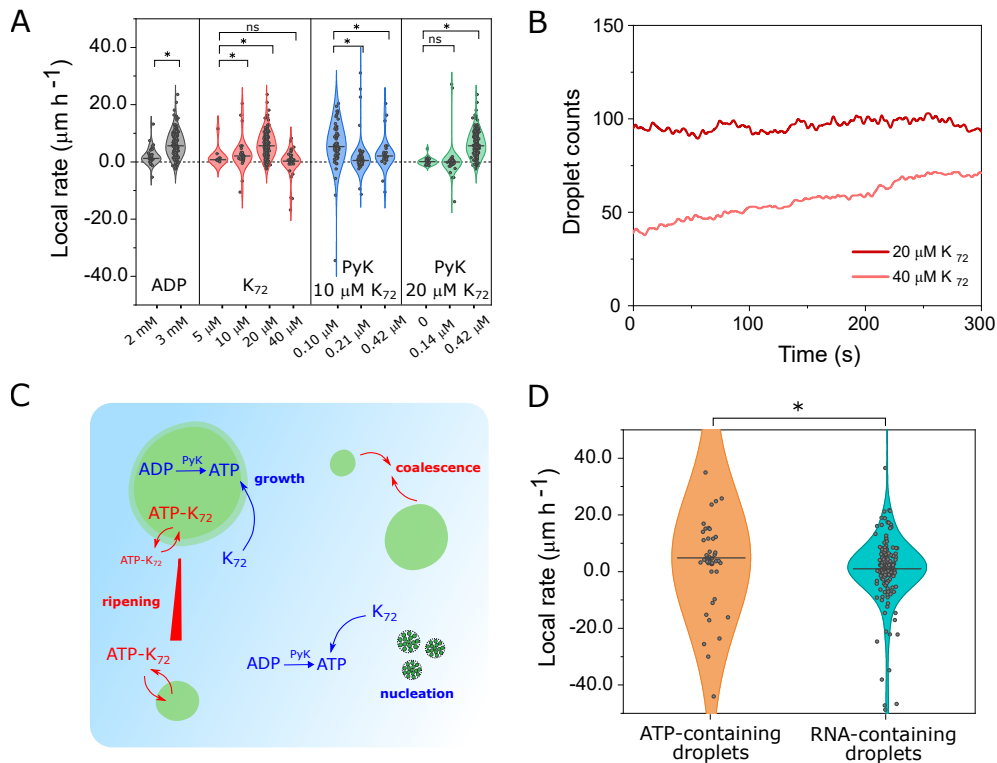 A
Local rate (μm h⁻¹)
40.0
20.0
0.0
-20.0
-40.0
*
ns
*
*
*
*
*
ns
ADP
K₇₂
PyK
10 μM K₇₂
PyK
20 μM K₇₂
2 mM
3 mM
5 μM
10 μM
20 μM
40 μM
0.10 μM
0.21 μM
0.42 μM
0
0.14 μM
0.42 μM
B
Droplet counts
150
100
50
0
20 μM K ₇₂
40 μM K ₇₂
0
100
200
300
Time (s)
C
ADP PyK ATP
growth
ATP-K₇₂
ATP-K₇₂
K₇₂
ripening
ATP-K₇₂
coalescence
K₇₂
ADP PyK ATP
nucleation
D
Local rate (μm h⁻¹)
40.0
20.0
0.0
-20.0
-40.0
*
ATP-containing
droplets
RNA-containing
droplets